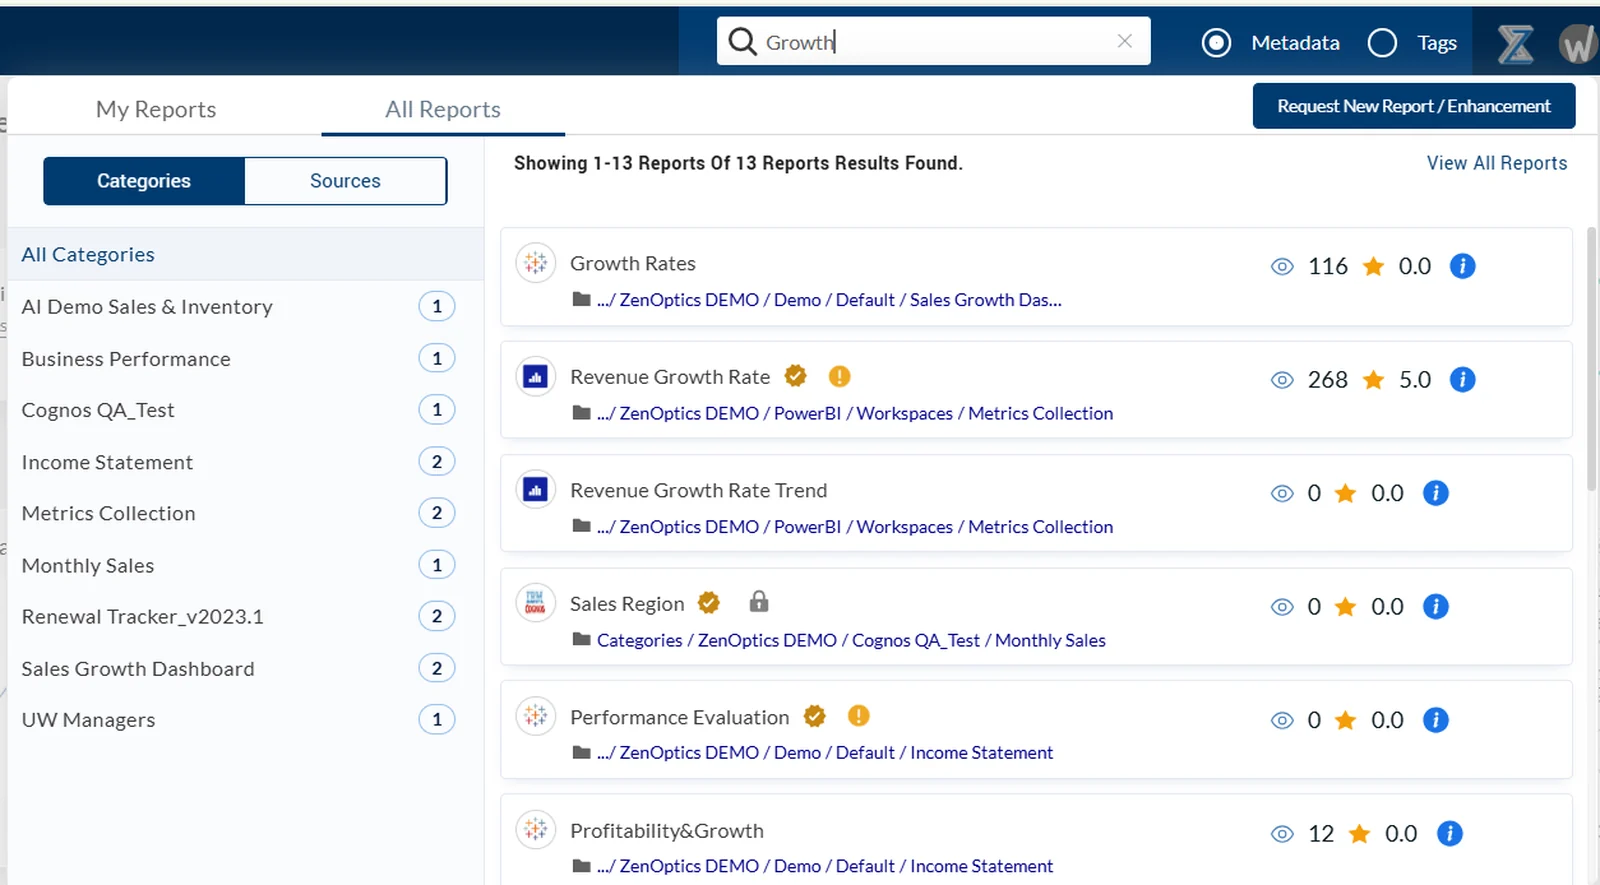 Growth
Metadata
Tags
W
My Reports
All Reports
Request New Report / Enhancement
Categories
Sources
Showing 1-13 Reports Of 13 Reports Results Found.
View All Reports
All Categories
AI Demo Sales & Inventory 1
Business Performance 1
Cognos QA_Test 1
Income Statement 2
Metrics Collection 2
Monthly Sales 1
Renewal Tracker_v2023.1 2
Sales Growth Dashboard 2
UW Managers 1
Growth Rates 116 0.0
.../ ZenOptics DEMO / Demo / Default / Sales Growth Das...
Revenue Growth Rate 268 5.0
.../ ZenOptics DEMO / PowerBI / Workspaces / Metrics Collection
Revenue Growth Rate Trend 0 0.0
.../ ZenOptics DEMO / PowerBI / Workspaces / Metrics Collection
IBM COGNOS Sales Region 0 0.0
Categories / ZenOptics DEMO / Cognos QA_Test / Monthly Sales
Performance Evaluation 0 0.0
.../ ZenOptics DEMO / Demo / Default / Income Statement
Profitability&Growth 12 0.0
.../ ZenOptics DEMO / Demo / Default / Income Statement